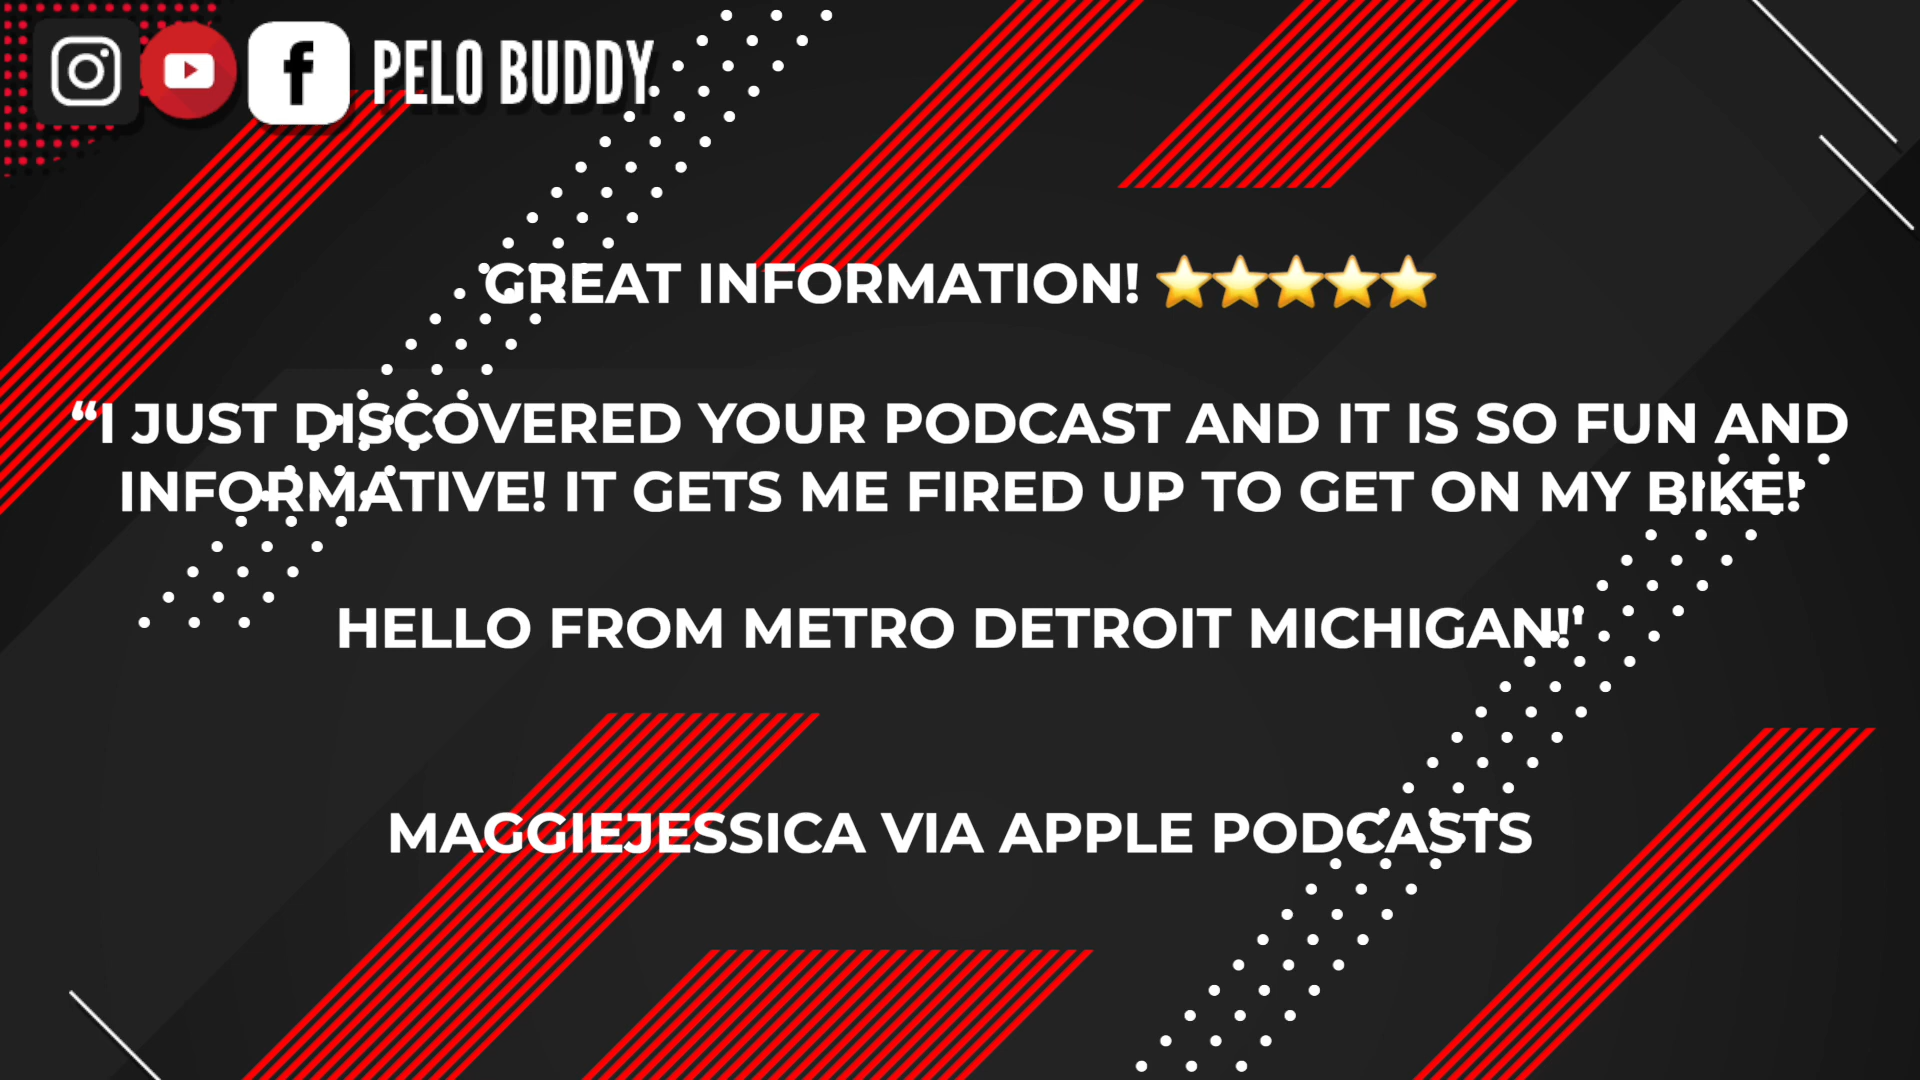 PELO BUDDY
GREAT INFORMATION! ⭐⭐⭐⭐⭐
“I JUST DISCOVERED YOUR PODCAST AND IT IS SO FUN AND
INFORMATIVE! IT GETS ME FIRED UP TO GET ON MY BIKE!
HELLO FROM METRO DETROIT MICHIGAN!'
MAGGIEJESSICA VIA APPLE PODCASTS